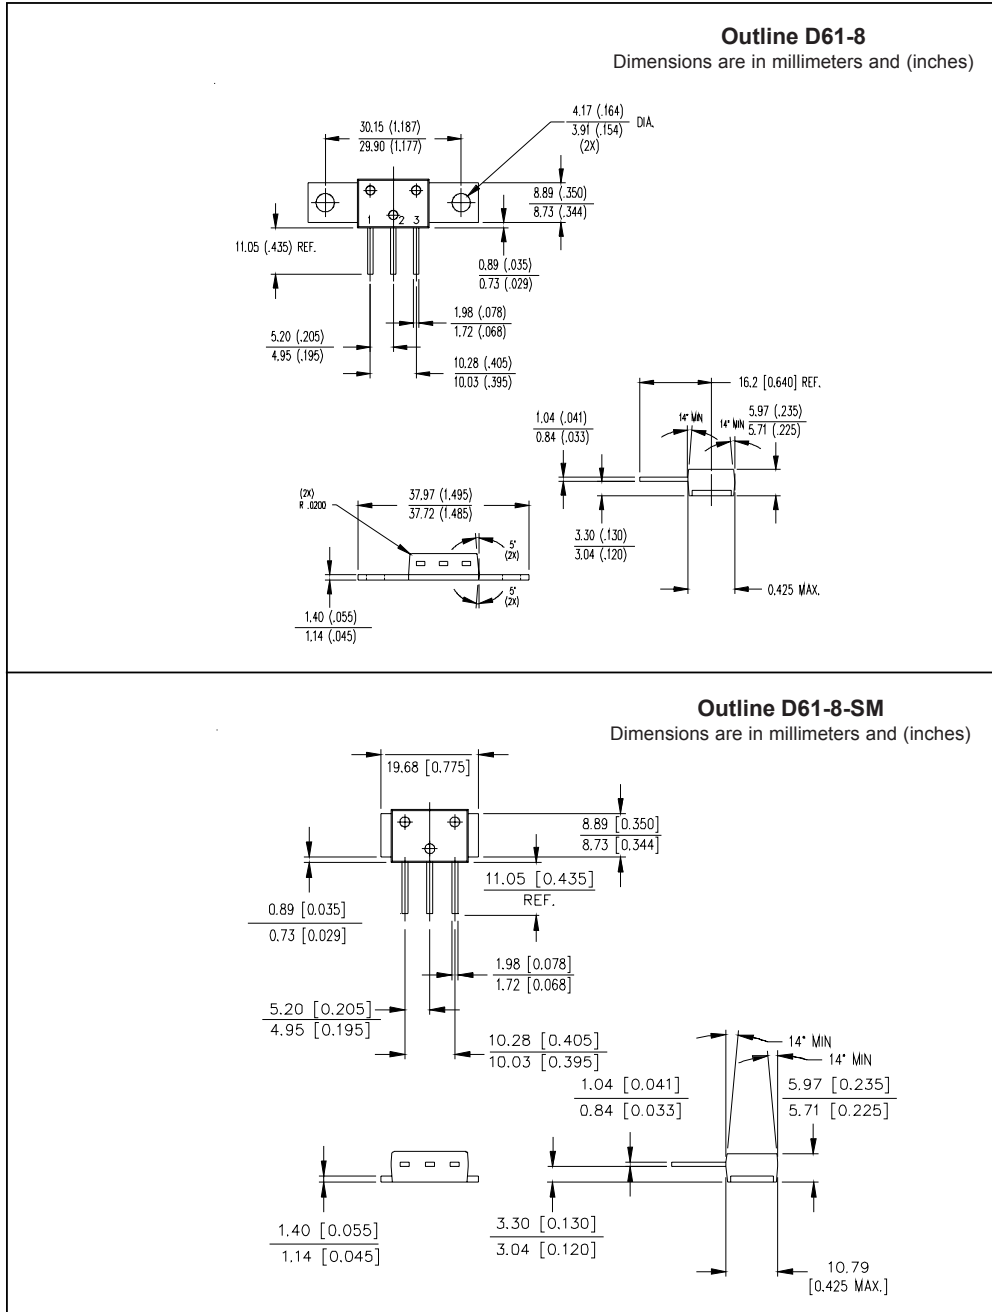 Outline D61-8
Dimensions are in millimeters and (inches)
30.15 (1.187)
29.90 (1.177)
4.17 (.164)
3.91 (.154)
(2X)
DIA.
8.89 (.350)
8.73 (.344)
1 2 3
11.05 (.435) REF.
0.89 (.035)
0.73 (.029)
1.98 (.078)
1.72 (.068)
5.20 (.205)
4.95 (.195)
10.28 (.405)
10.03 (.395)
16.2 [0.640] REF.
1.04 (.041)
0.84 (.033)
14° MIN
14° MIN
5.97 (.235)
5.71 (.225)
3.30 (.130)
3.04 (.120)
0.425 MAX.
(2X)
R .0200
37.97 (1.495)
37.72 (1.485)
5°
(2X)
5°
(2X)
1.40 (.055)
1.14 (.045)
Outline D61-8-SM
Dimensions are in millimeters and (inches)
19.68 [0.775]
8.89 [0.350]
8.73 [0.344]
11.05 [0.435]
REF.
0.89 [0.035]
0.73 [0.029]
1.98 [0.078]
1.72 [0.068]
5.20 [0.205]
4.95 [0.195]
10.28 [0.405]
10.03 [0.395]
14° MIN
14° MIN
1.04 [0.041]
0.84 [0.033]
5.97 [0.235]
5.71 [0.225]
1.40 [0.055]
1.14 [0.045]
3.30 [0.130]
3.04 [0.120]
10.79
[0.425 MAX.]